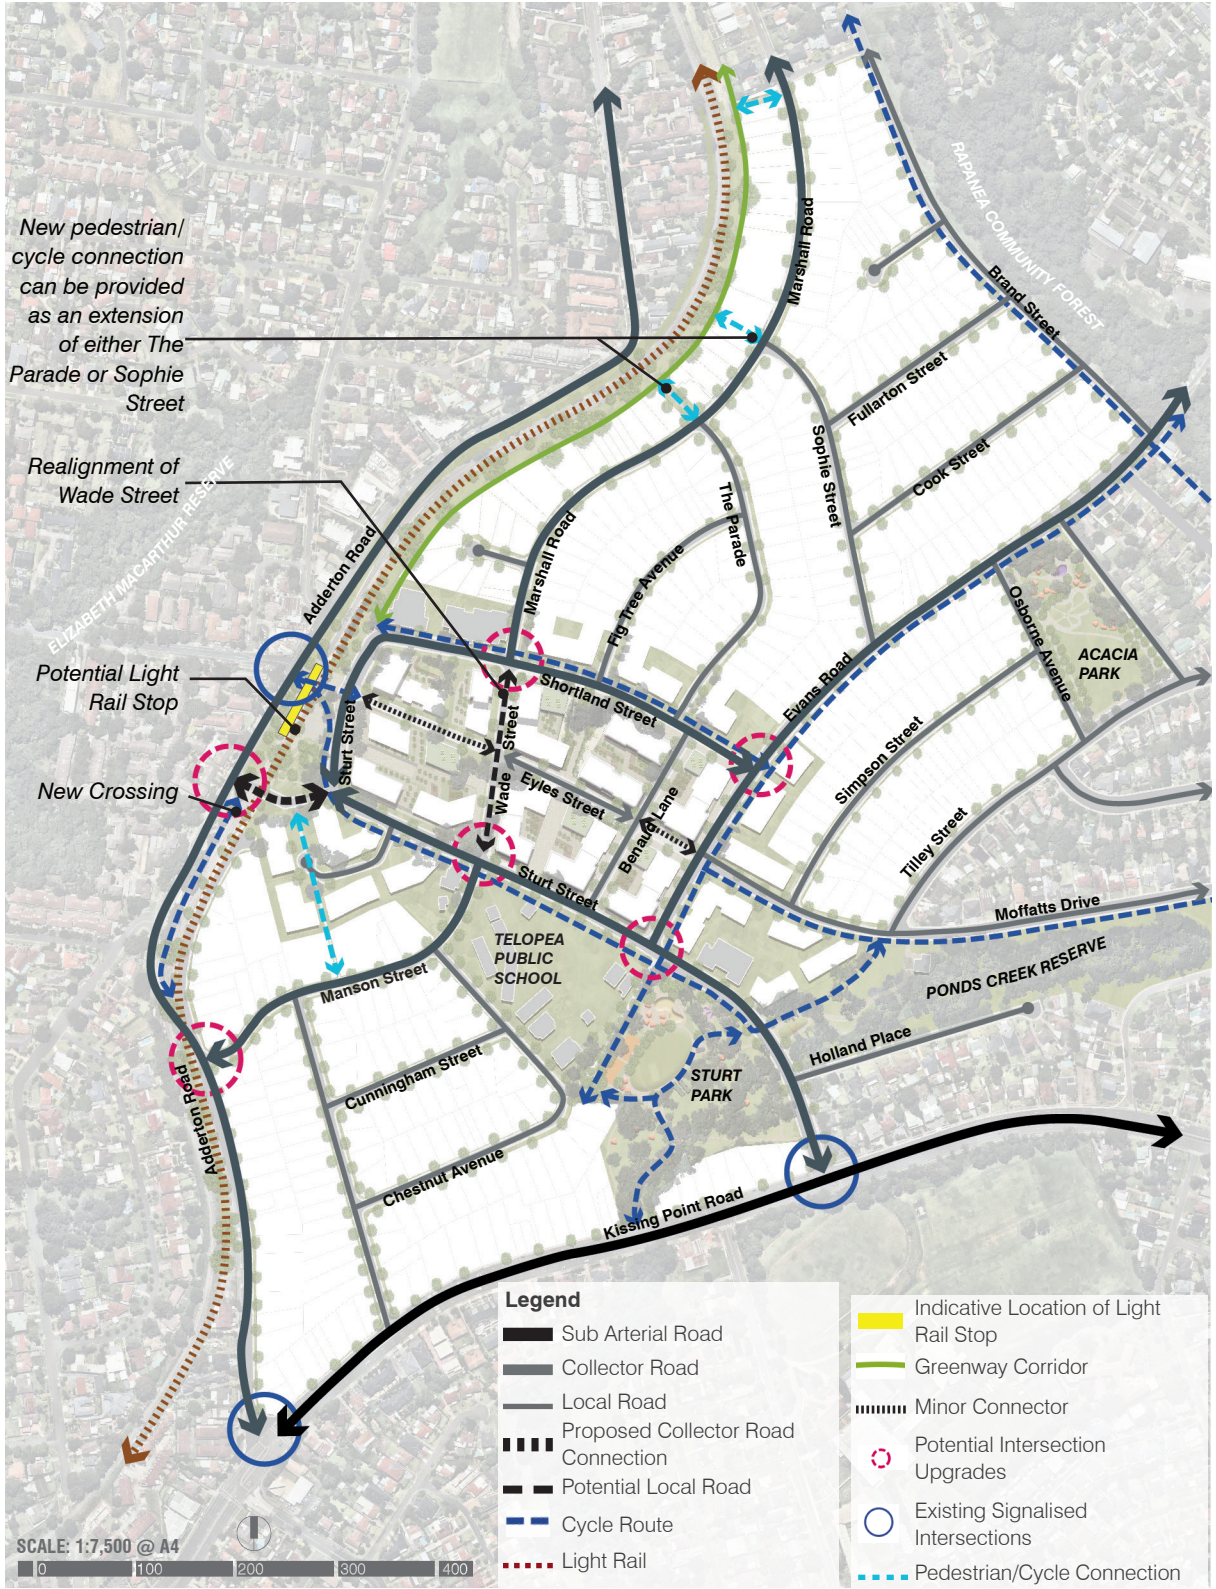 New pedestrian/
cycle connection
can be provided
as an extension
of either The
Parade or Sophie
Street
Realignment of
Wade Street
Potential Light
Rail Stop
New Crossing
RAPANEA COMMUNITY FOREST
ELIZABETH MACARTHUR RESERVE
Marshall Road
Brand Street
Fullarton Street
Cook Street
Sophie Street
The Parade
Marshall Road
Fig Tree Avenue
Adderton Road
Osborne Avenue
ACACIA
PARK
Evans Road
Shortland Street
Simpson Street
Sturt Street
Wade Street
Eyles Street
Benaud Lane
Tilley Street
Sturt Street
Moffatts Drive
TELOPEA
PUBLIC
SCHOOL
PONDS CREEK RESERVE
Manson Street
Holland Place
Cunningham Street
STURT
PARK
Adderton Road
Chestnut Avenue
Kissing Point Road
Legend
Sub Arterial Road
Collector Road
Local Road
Proposed Collector Road
Connection
Potential Local Road
Cycle Route
Light Rail
Indicative Location of Light
Rail Stop
Greenway Corridor
Minor Connector
Potential Intersection
Upgrades
Existing Signalised
Intersections
Pedestrian/Cycle Connection
SCALE: 1:7,500 @ A4
0 100 200 300 400